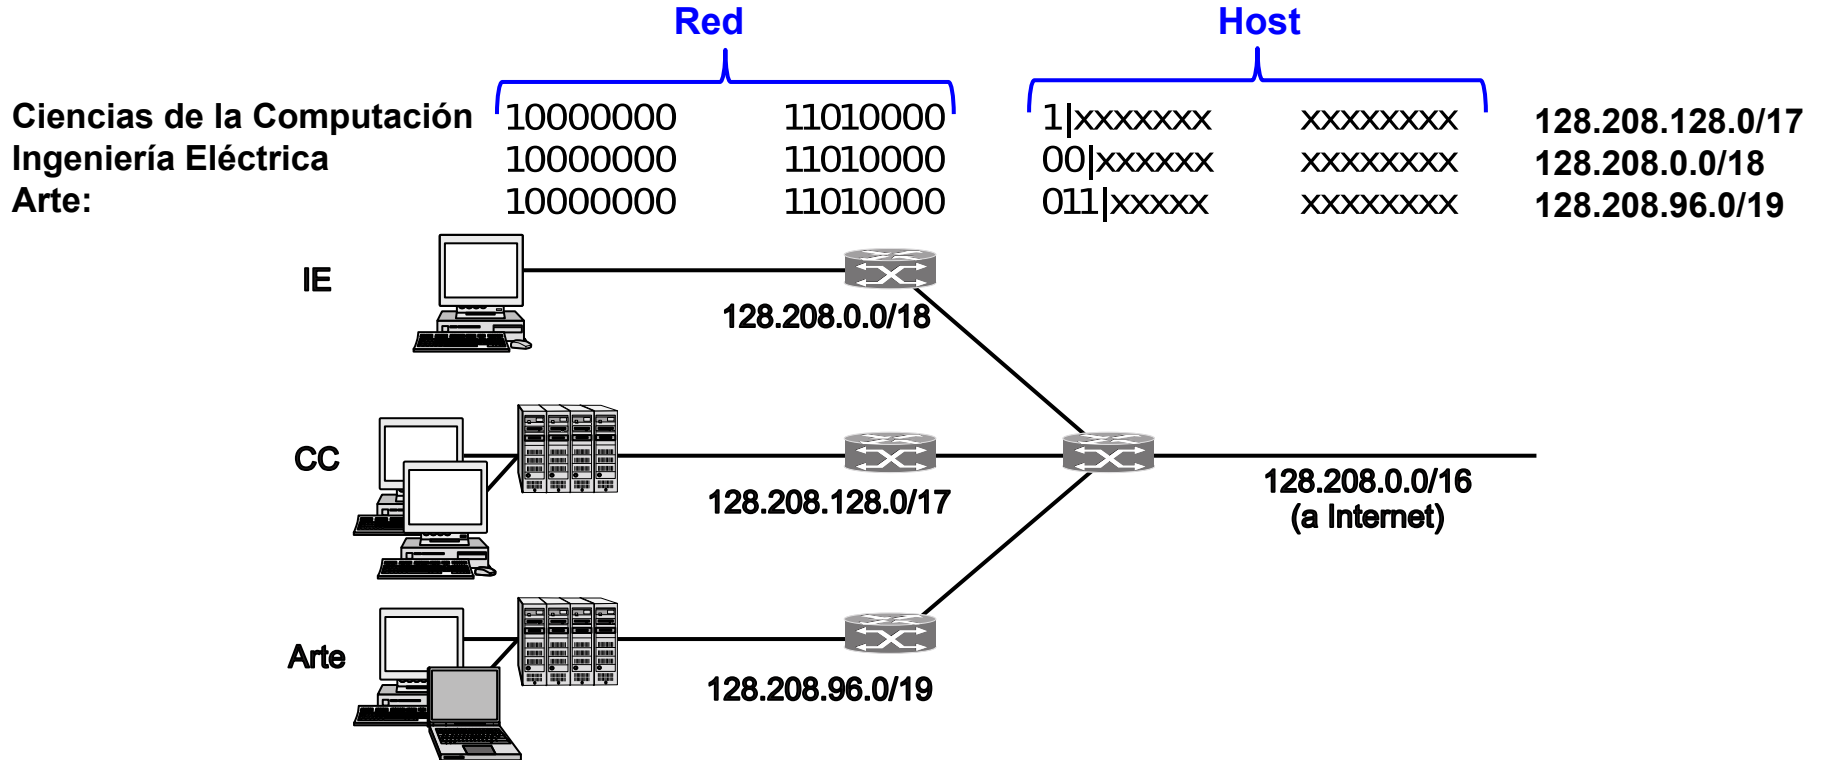 Red Host
Ciencias de la Computación 10000000 11010000 1|xxxxxxx xxxxxxxx 128.208.128.0/17
Ingeniería Eléctrica 10000000 11010000 00|xxxxxx xxxxxxxx 128.208.0.0/18
Arte: 10000000 11010000 011|xxxxx xxxxxxxx 128.208.96.0/19
IE
128.208.0.0/18
CC
128.208.128.0/17
128.208.0.0/16
(a Internet)
Arte
128.208.96.0/19